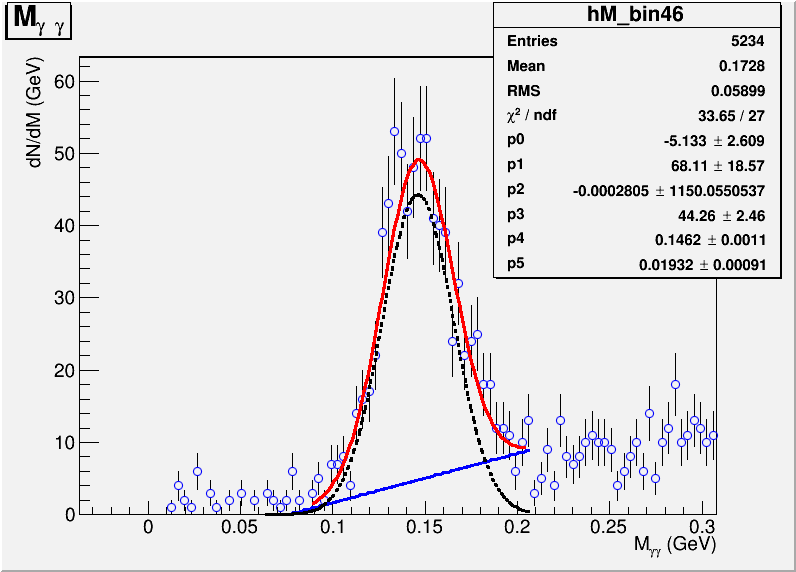 Mγ γ
hM_bin46
Entries 5234
Mean 0.1728
RMS 0.05899
χ² / ndf 33.65 / 27
p0 -5.133 ± 2.609
p1 68.11 ± 18.57
p2 -0.0002805 ± 1150.0550537
p3 44.26 ± 2.46
p4 0.1462 ± 0.0011
p5 0.01932 ± 0.00091
dN/dM (GeV)
60
50
40
30
20
10
0
0 0.05 0.1 0.15 0.2 0.25 0.3
Mγγ (GeV)